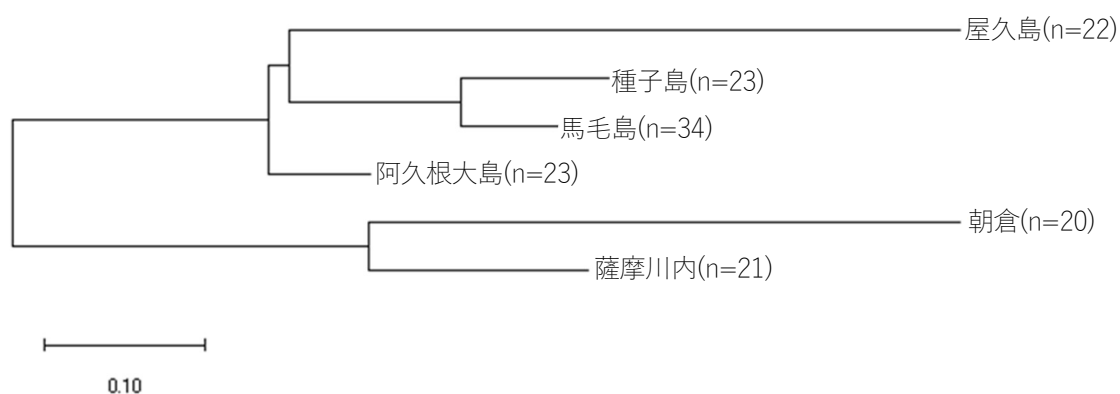 屋久島(n=22)
種子島(n=23)
馬毛島(n=34)
阿久根大島(n=23)
朝倉(n=20)
薩摩川内(n=21)
0.10